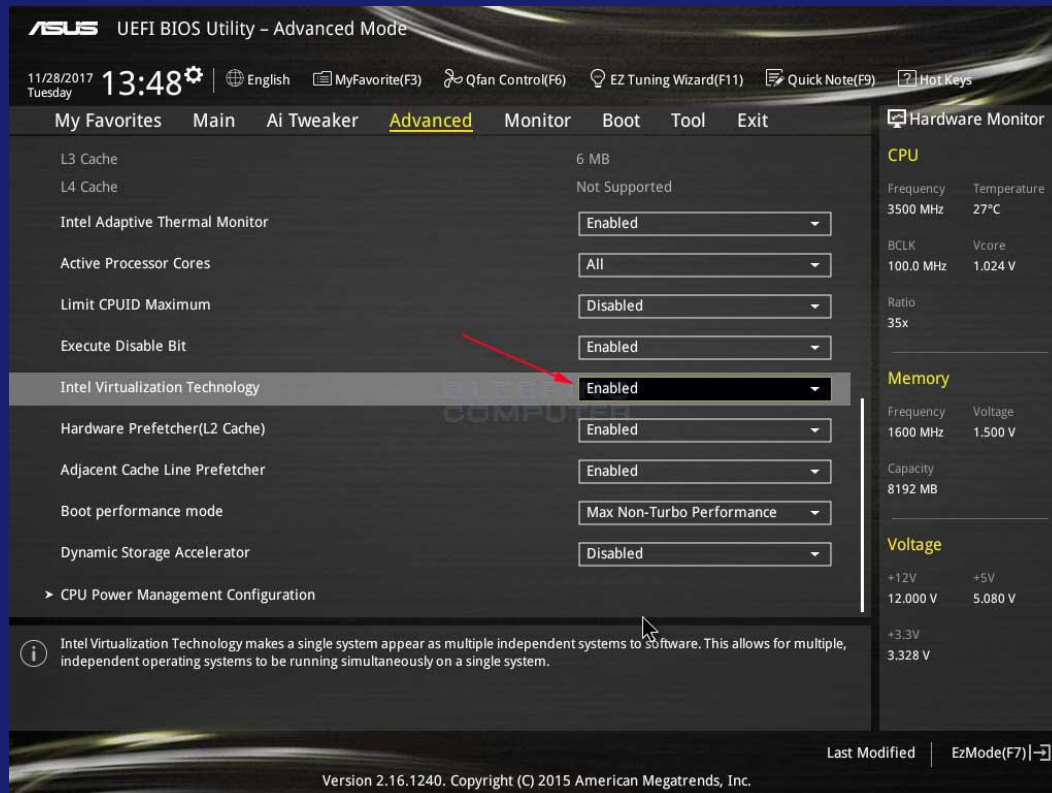 ASUS UEFI BIOS Utility – Advanced Mode
11/28/2017 Tuesday 13:48 English MyFavorite(F3) Qfan Control(F6) EZ Tuning Wizard(F11) Quick Note(F9) ? Hot Keys
My Favorites Main Ai Tweaker Advanced Monitor Boot Tool Exit
L3 Cache 6 MB
L4 Cache Not Supported
Intel Adaptive Thermal Monitor Enabled
Active Processor Cores All
Limit CPUID Maximum Disabled
Execute Disable Bit Enabled
Intel Virtualization Technology Enabled
BLEEPING
COMPUTER
Hardware Prefetcher(L2 Cache) Enabled
Adjacent Cache Line Prefetcher Enabled
Boot performance mode Max Non-Turbo Performance
Dynamic Storage Accelerator Disabled
> CPU Power Management Configuration
Intel Virtualization Technology makes a single system appear as multiple independent systems to software. This allows for multiple,
independent operating systems to be running simultaneously on a single system.
Hardware Monitor
CPU
Frequency Temperature
3500 MHz 27°C
BCLK Vcore
100.0 MHz 1.024 V
Ratio
35x
Memory
Frequency Voltage
1600 MHz 1.500 V
Capacity
8192 MB
Voltage
+12V +5V
12.000 V 5.080 V
+3.3V
3.328 V
Last Modified EzMode(F7)
Version 2.16.1240. Copyright (C) 2015 American Megatrends, Inc.